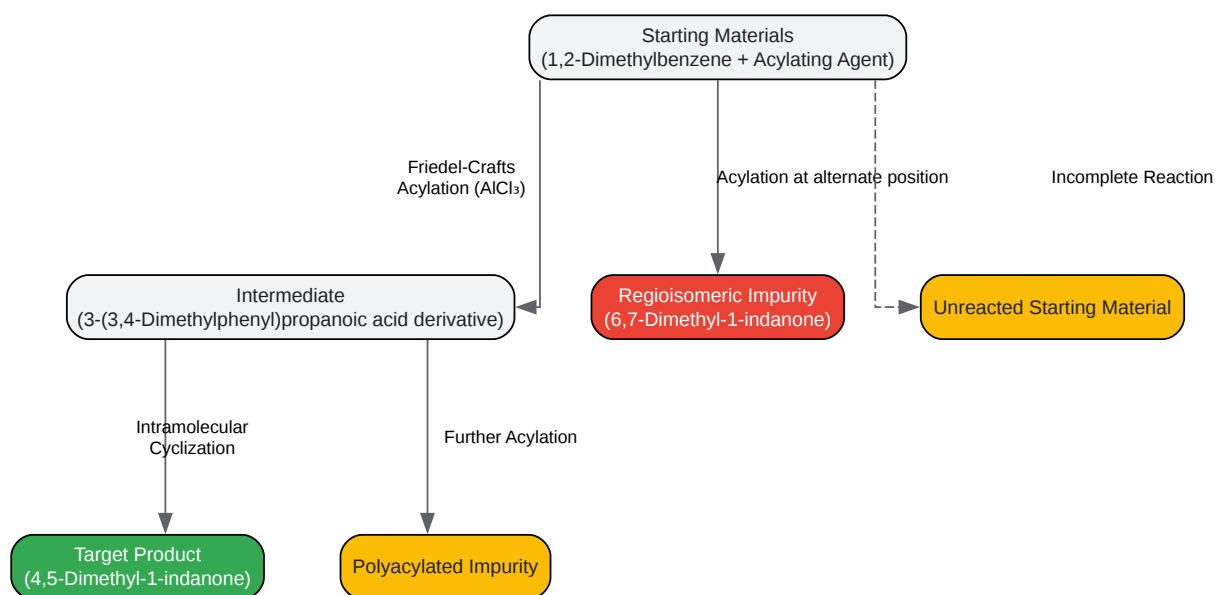 Starting Materials
(1,2-Dimethylbenzene + Acylating Agent)
Friedel-Crafts
Acylation (AlCl₃)
Acylation at alternate position
Incomplete Reaction
Intermediate
(3-(3,4-Dimethylphenyl)propanoic acid derivative)
Regioisomeric Impurity
(6,7-Dimethyl-1-indanone)
Unreacted Starting Material
Intramolecular
Cyclization
Further Acylation
Target Product
(4,5-Dimethyl-1-indanone)
Polyacylated Impurity